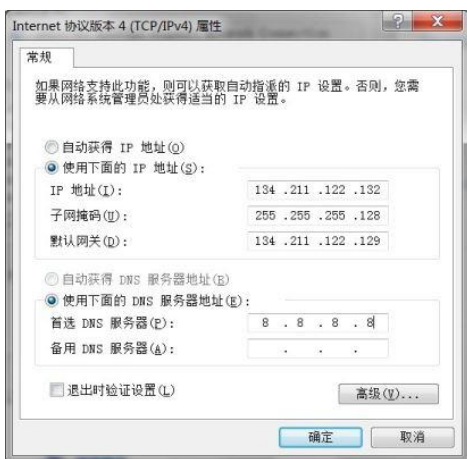 Internet 协议版本 4 (TCP/IPv4) 属性
常规
如果网络支持此功能，则可以获取自动指派的 IP 设置。否则，您需
要从网络系统管理员处获得适当的 IP 设置。
自动获得 IP 地址(O)
使用下面的 IP 地址(S):
IP 地址(I): 134 .211 .122 .132
子网掩码(U): 255 .255 .255 .128
默认网关(D): 134 .211 .122 .129
自动获得 DNS 服务器地址(B)
使用下面的 DNS 服务器地址(E):
首选 DNS 服务器(P): 8 . 8 . 8 . 8
备用 DNS 服务器(A): . . .
退出时验证设置(L)
高级(V)...
确定 取消